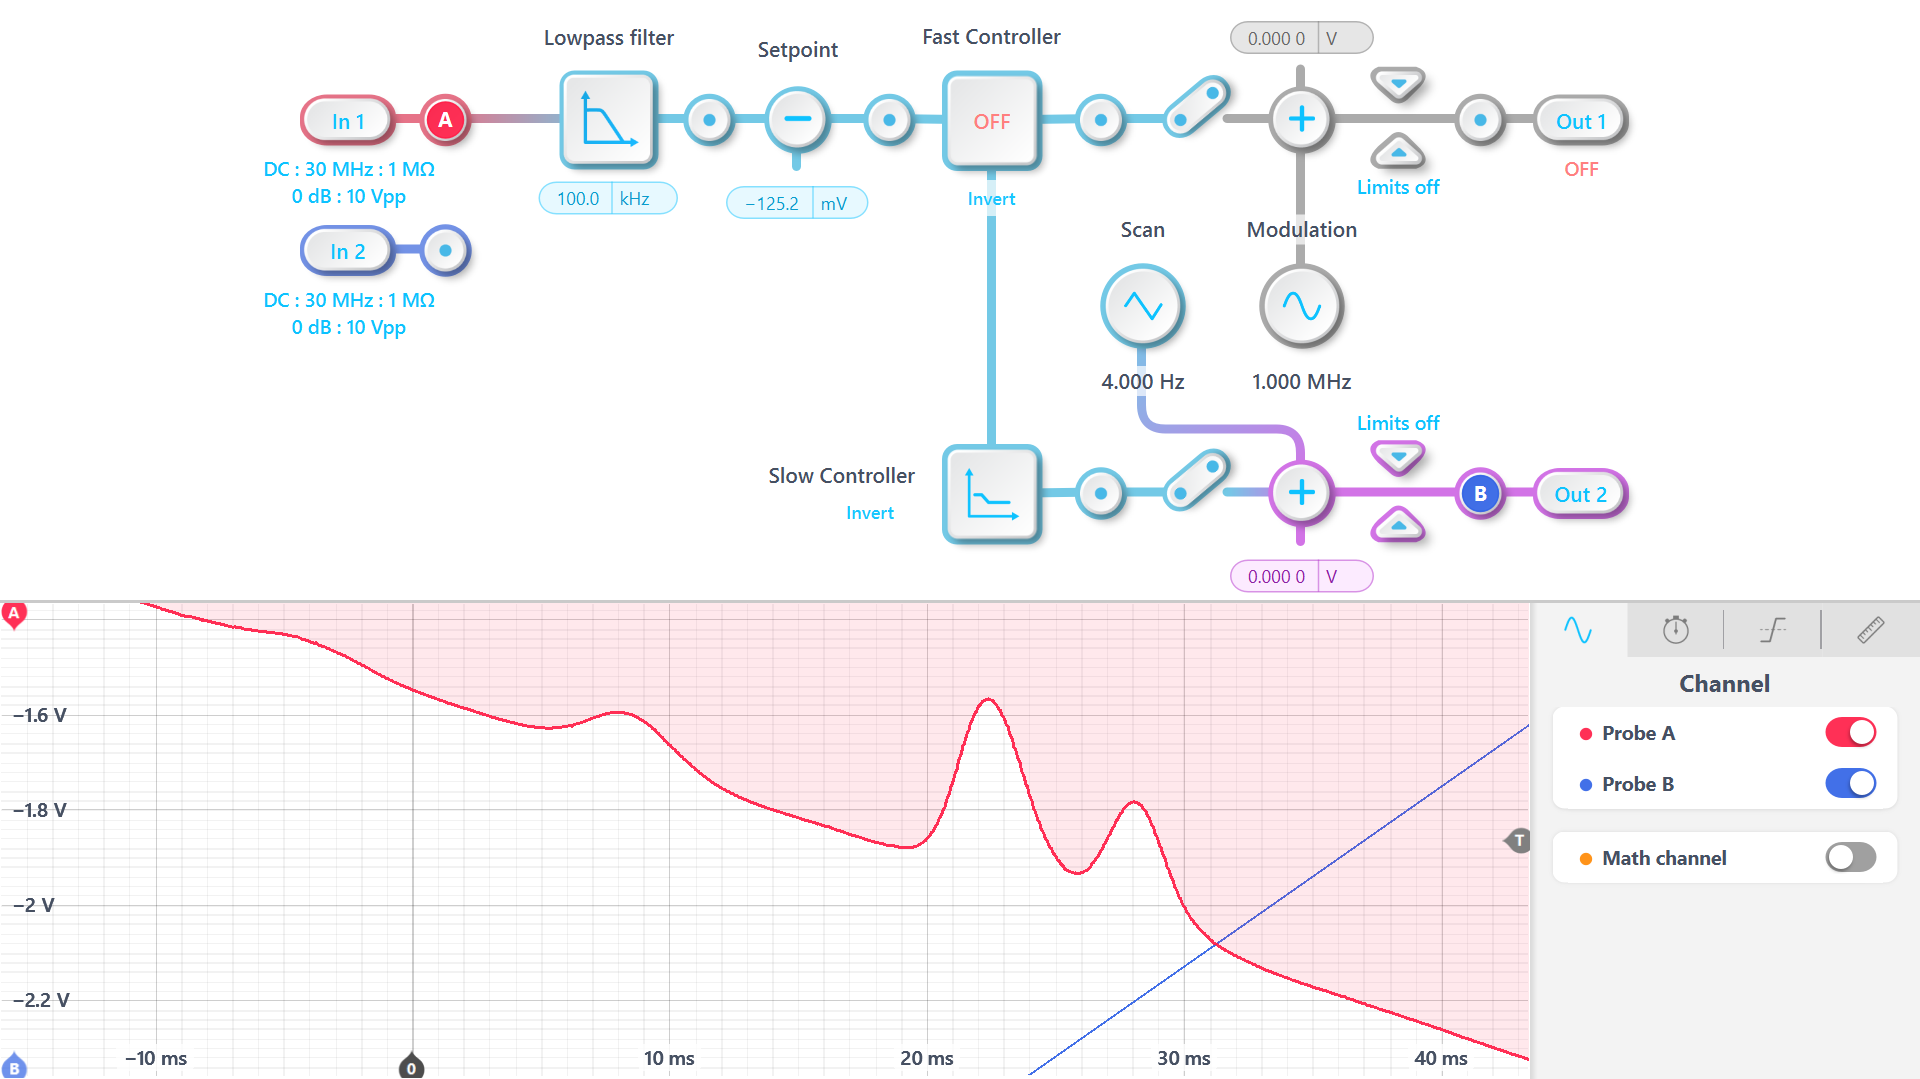 Lowpass filter
Setpoint
Fast Controller
0.000 0 V
In 1
A
OFF
Out 1
DC : 30 MHz : 1 MΩ
0 dB : 10 Vpp
100.0 kHz
−125.2 mV
Invert
Limits off
OFF
In 2
DC : 30 MHz : 1 MΩ
0 dB : 10 Vpp
Scan
Modulation
4.000 Hz
1.000 MHz
Limits off
Slow Controller
Invert
B
Out 2
0.000 0 V
A
−1.6 V
−1.8 V
−2 V
−2.2 V
T
B
−10 ms
0
10 ms
20 ms
30 ms
40 ms
Channel
Probe A
Probe B
Math channel